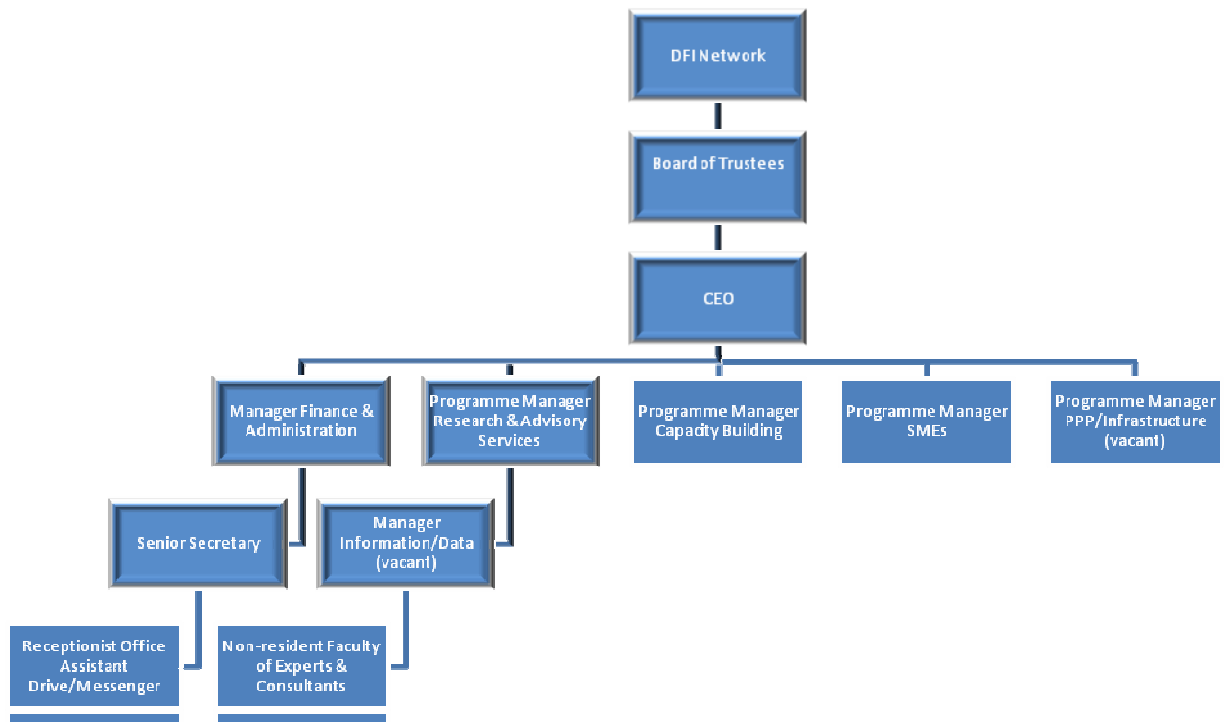 DFI Network
Board of Trustees
CEO
Manager Finance &
Administration
Programme Manager
Research & Advisory
Services
Programme Manager
Capacity Building
Programme Manager
SMEs
Programme Manager
PPP/Infrastructure
(vacant)
Senior Secretary
Manager
Information/Data
(vacant)
Receptionist Office
Assistant
Drive/Messenger
Non-resident Faculty
of Experts &
Consultants